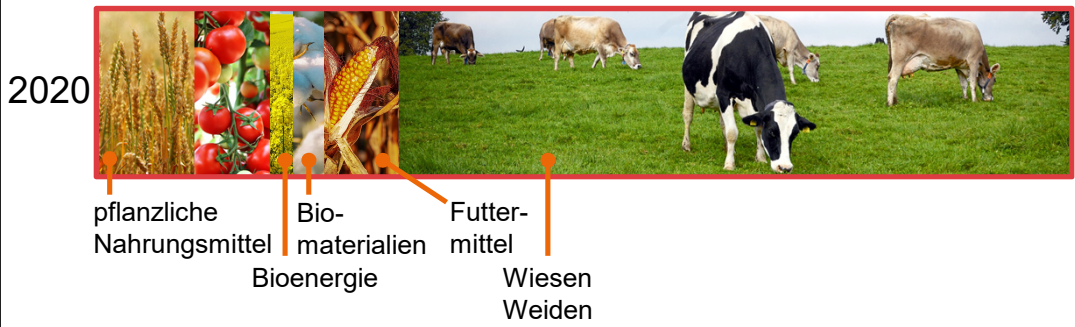 2020
pflanzliche
Nahrungsmittel
Bioenergie
Bio-
materialien
Futter-
mittel
Wiesen
Weiden